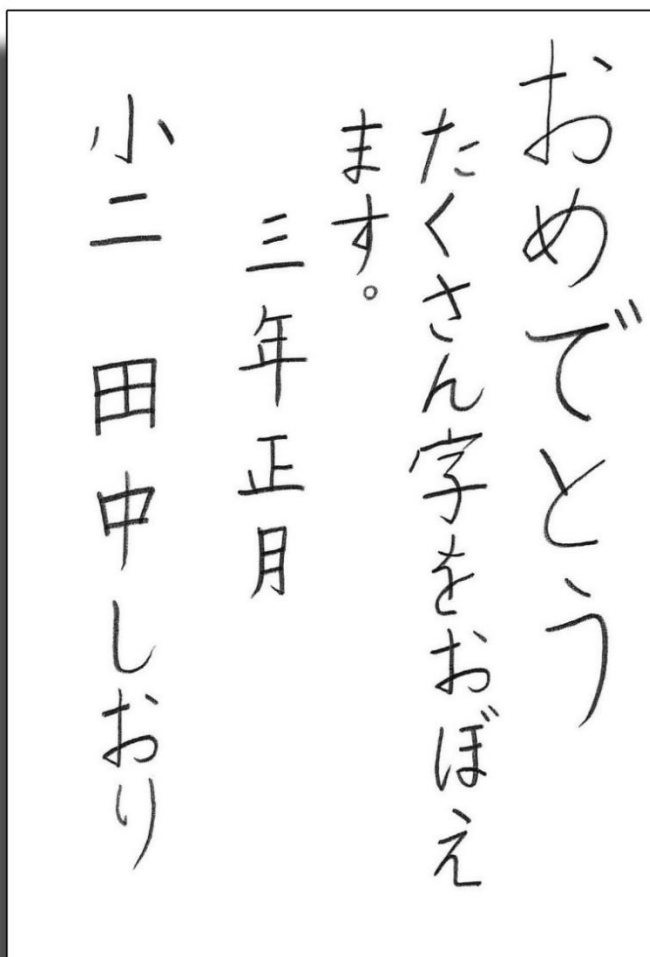 おめでとう
たくさん字をおぼえ
ます。
三年正月
小二 田中しおり